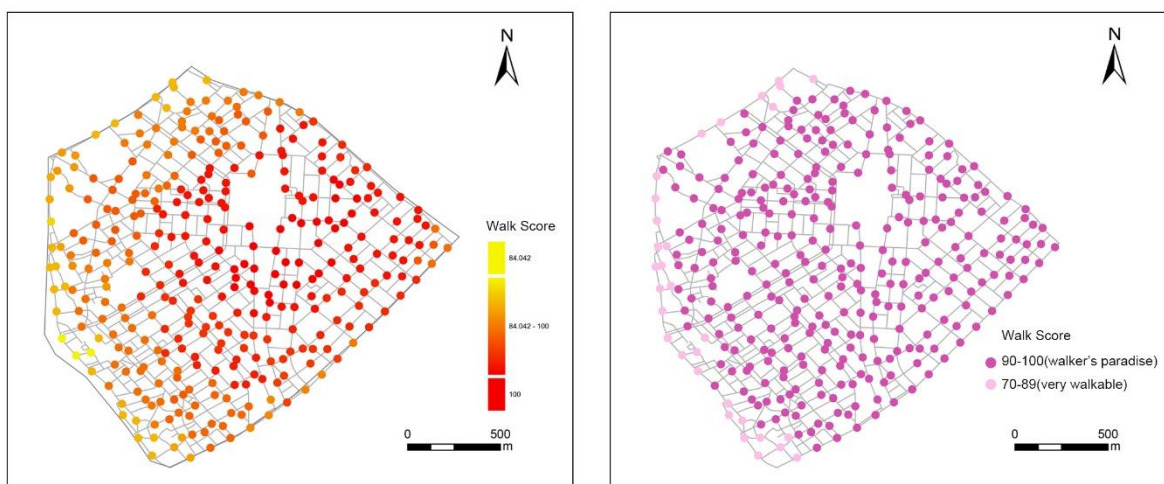 N
Walk Score
84.042
84.042 - 100
100
0 500
m
N
Walk Score
90-100(walker's paradise)
70-89(very walkable)
0 500
m